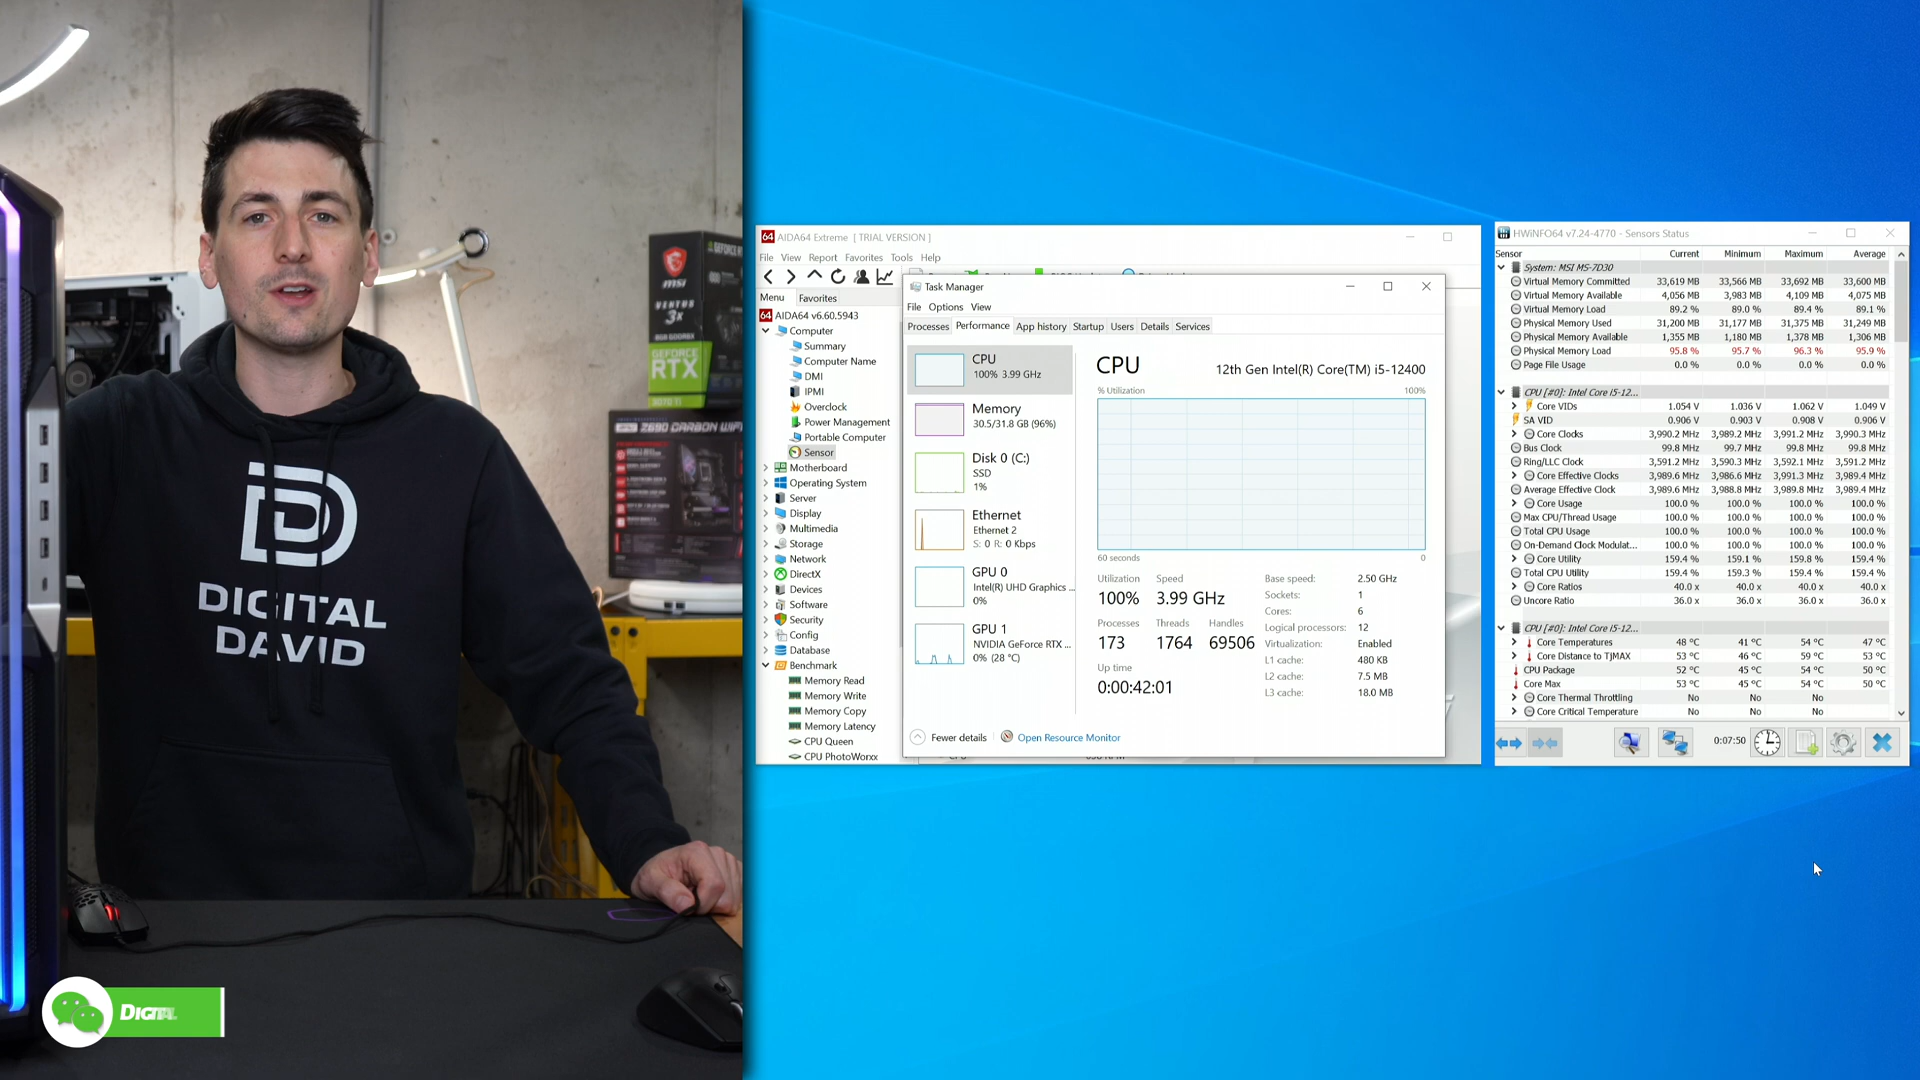 msi
VENTUS
3X
GEFORCE
RTX
Z690 CARBON WIFI
DIGITAL
DAVID
DIGITAL
AIDA64 Extreme [ TRIAL VERSION ]
File View Report Favorites Tools Help
Menu Favorites
AIDA64 v6.60.5943
Computer
Summary
Computer Name
DMI
IPMI
Overclock
Power Management
Portable Computer
Sensor
Motherboard
Operating System
Server
Display
Multimedia
Storage
Network
DirectX
Devices
Software
Security
Config
Database
Benchmark
Memory Read
Memory Write
Memory Copy
Memory Latency
CPU Queen
CPU PhotoWorxx
Task Manager
File Options View
Processes Performance App history Startup Users Details Services
CPU
100% 3.99 GHz
Memory
30.5/31.8 GB (96%)
Disk 0 (C:)
SSD
1%
Ethernet
Ethernet 2
S: 0 R: 0 Kbps
GPU 0
Intel(R) UHD Graphics ...
0%
GPU 1
NVIDIA GeForce RTX ...
0% (28 °C)
CPU 12th Gen Intel(R) Core(TM) i5-12400
% Utilization 100%
60 seconds 0
Utilization Speed
100% 3.99 GHz
Processes Threads Handles
173 1764 69506
Up time
0:00:42:01
Base speed: 2.50 GHz
Sockets: 1
Cores: 6
Logical processors: 12
Virtualization: Enabled
L1 cache: 480 KB
L2 cache: 7.5 MB
L3 cache: 18.0 MB
Fewer details Open Resource Monitor
HWiNFO64 v7.24-4770 - Sensors Status
Sensor Current Minimum Maximum Average
System: MSI MS-7D30
Virtual Memory Committed 33,619 MB 33,566 MB 33,692 MB 33,600 MB
Virtual Memory Available 4,056 MB 3,983 MB 4,109 MB 4,075 MB
Virtual Memory Load 89.2 % 89.0 % 89.4 % 89.1 %
Physical Memory Used 31,200 MB 31,177 MB 31,375 MB 31,249 MB
Physical Memory Available 1,355 MB 1,180 MB 1,378 MB 1,306 MB
Physical Memory Load 95.8 % 95.7 % 96.3 % 95.9 %
Page File Usage 0.0 % 0.0 % 0.0 % 0.0 %
CPU [#0]: Intel Core i5-12...
Core VIDs 1.054 V 1.036 V 1.062 V 1.049 V
SA VID 0.906 V 0.903 V 0.908 V 0.906 V
Core Clocks 3,990.2 MHz 3,989.2 MHz 3,991.2 MHz 3,990.3 MHz
Bus Clock 99.8 MHz 99.7 MHz 99.8 MHz 99.8 MHz
Ring/LLC Clock 3,591.2 MHz 3,590.3 MHz 3,592.1 MHz 3,591.2 MHz
Core Effective Clocks 3,989.6 MHz 3,986.6 MHz 3,991.3 MHz 3,989.4 MHz
Average Effective Clock 3,989.6 MHz 3,988.8 MHz 3,989.8 MHz 3,989.4 MHz
Core Usage 100.0 % 100.0 % 100.0 % 100.0 %
Max CPU/Thread Usage 100.0 % 100.0 % 100.0 % 100.0 %
Total CPU Usage 100.0 % 100.0 % 100.0 % 100.0 %
On-Demand Clock Modulat... 100.0 % 100.0 % 100.0 % 100.0 %
Core Utility 159.4 % 159.1 % 159.8 % 159.4 %
Total CPU Utility 159.4 % 159.3 % 159.4 % 159.4 %
Core Ratios 40.0 x 40.0 x 40.0 x 40.0 x
Uncore Ratio 36.0 x 36.0 x 36.0 x 36.0 x
CPU [#0]: Intel Core i5-12...
Core Temperatures 48 °C 41 °C 54 °C 47 °C
Core Distance to TjMAX 53 °C 46 °C 59 °C 53 °C
CPU Package 52 °C 45 °C 54 °C 50 °C
Core Max 53 °C 45 °C 54 °C 50 °C
Core Thermal Throttling No No No
Core Critical Temperature No No No
0:07:50